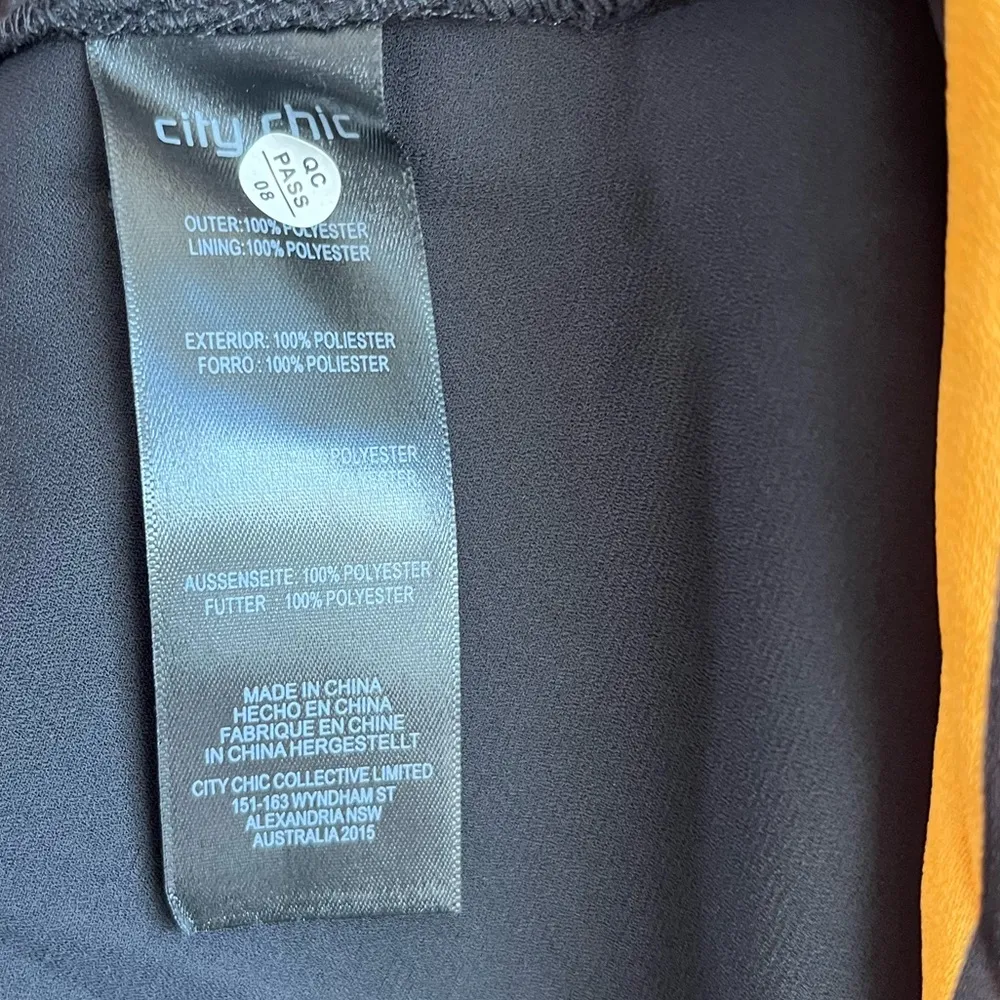 city chic
QC
PASS
08
OUTER:100% POLYESTER
LINING:100% POLYESTER
EXTERIOR: 100% POLIESTER
FORRO : 100% POLIESTER
POLYESTER
AUSSENSEITE 100% POLYESTER
FUTTER 100% POLYESTER
MADE IN CHINA
HECHO EN CHINA
FABRIQUE EN CHINE
IN CHINA HERGESTELLT
CITY CHIC COLLECTIVE LIMITED
151-163 WYNDHAM ST
ALEXANDRIA NSW
AUSTRALIA 2015